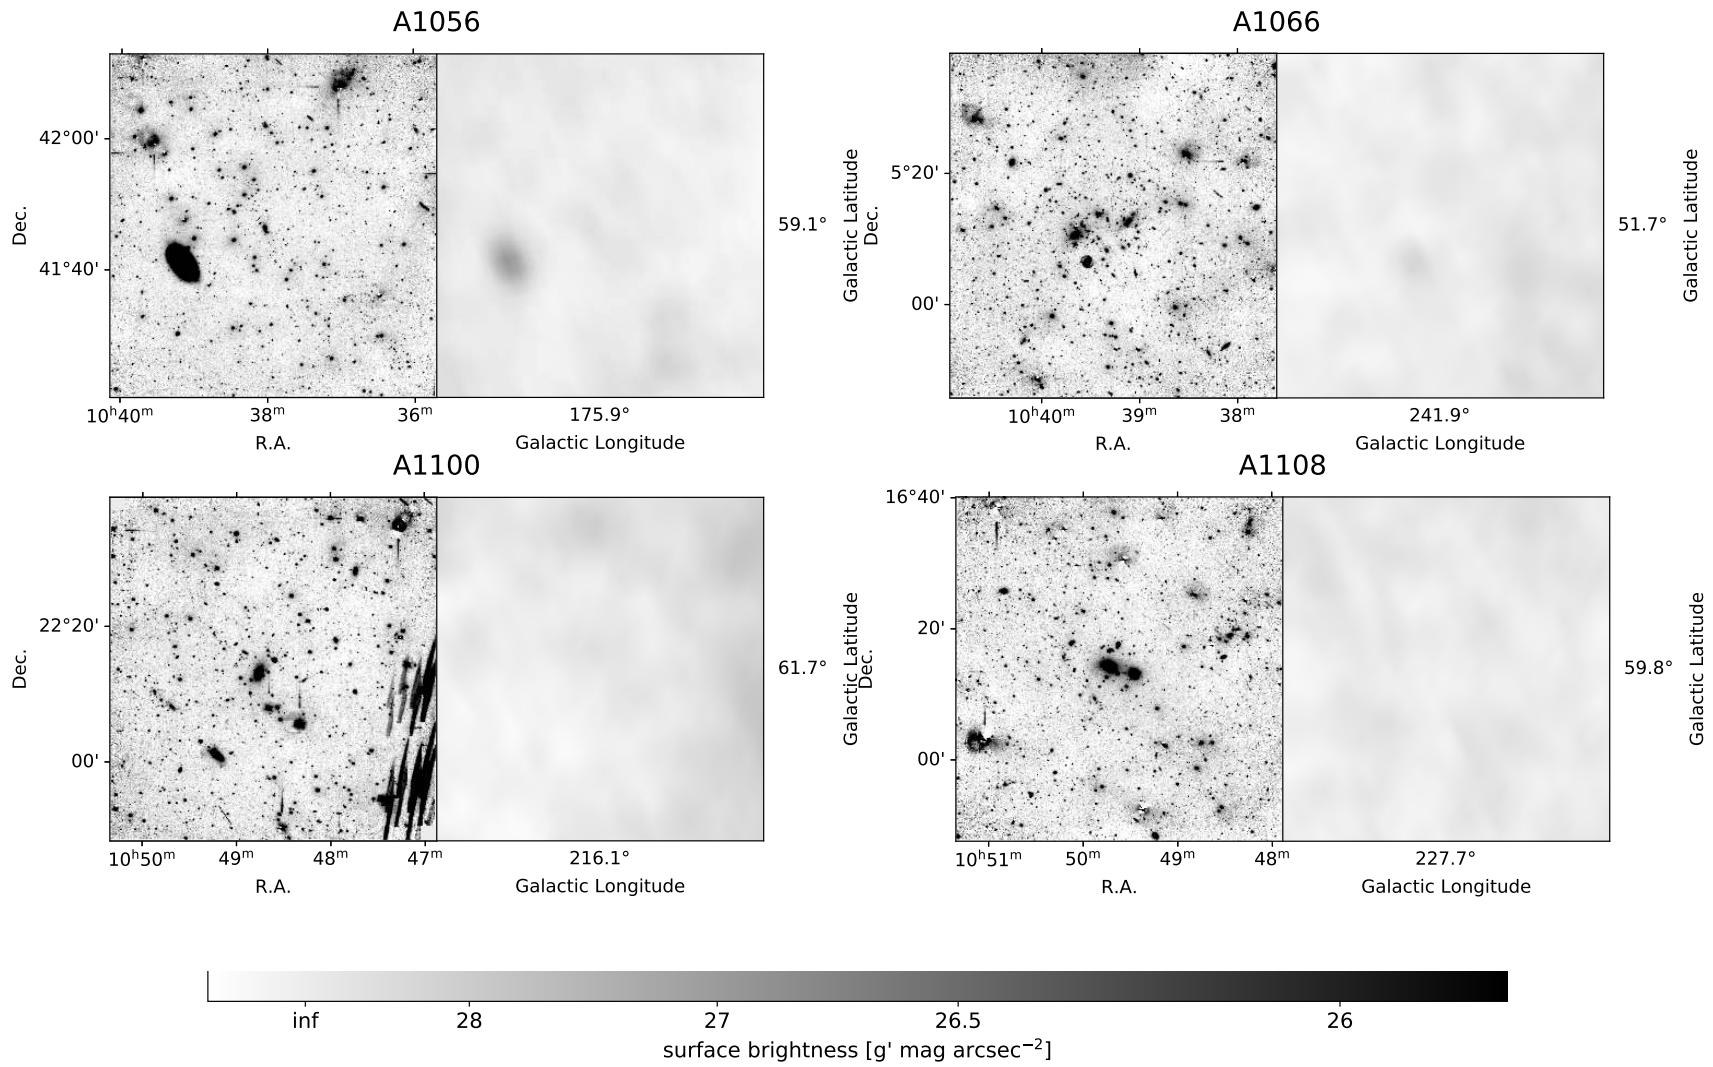 A1056
A1066
Dec.
42°00'
41°40'
59.1°
Galactic Latitude
10ʰ40ᵐ
38ᵐ
36ᵐ
175.9°
R.A.
Galactic Longitude
Dec.
5°20'
00'
51.7°
Galactic Latitude
10ʰ40ᵐ
39ᵐ
38ᵐ
241.9°
R.A.
Galactic Longitude
A1100
A1108
Dec.
22°20'
00'
61.7°
Galactic Latitude
10ʰ50ᵐ
49ᵐ
48ᵐ
47ᵐ
216.1°
R.A.
Galactic Longitude
Dec.
16°40'
20'
00'
59.8°
Galactic Latitude
10ʰ51ᵐ
50ᵐ
49ᵐ
48ᵐ
227.7°
R.A.
Galactic Longitude
inf
28
27
26.5
26
surface brightness [g' mag arcsec⁻²]